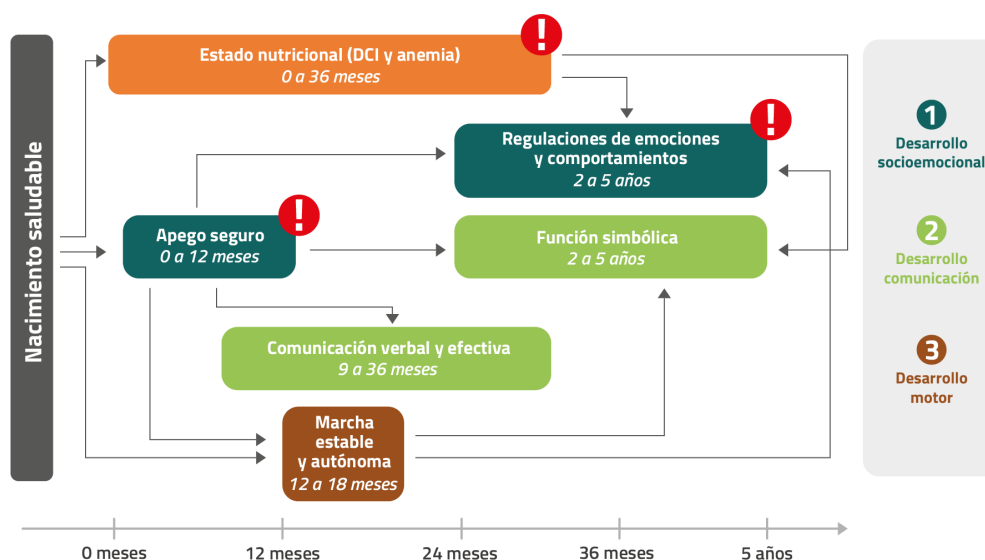 Nacimiento saludable
Estado nutricional (DCI y anemia)
0 a 36 meses
!
Regulaciones de emociones
y comportamientos
2 a 5 años
!
Apego seguro
0 a 12 meses
!
Función simbólica
2 a 5 años
Comunicación verbal y efectiva
9 a 36 meses
Marcha
estable
y autónoma
12 a 18 meses
1
Desarrollo
socioemocional
2
Desarrollo
comunicación
3
Desarrollo
motor
0 meses
12 meses
24 meses
36 meses
5 años